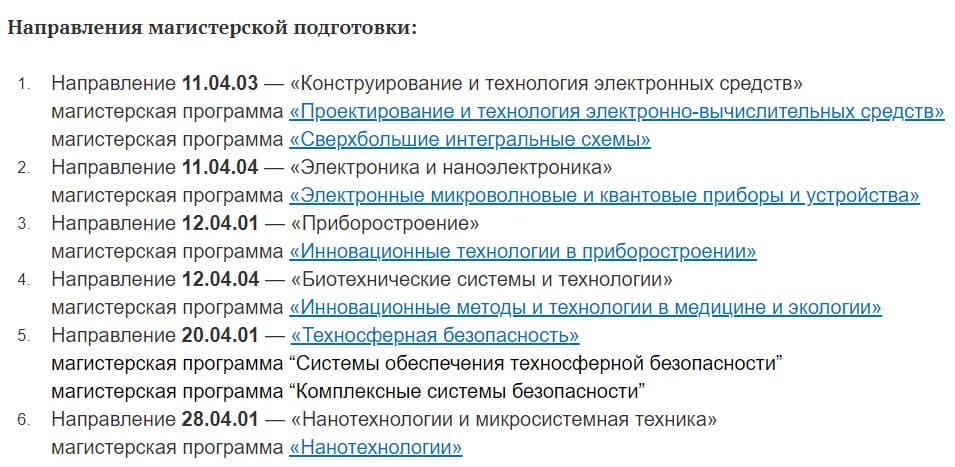 Направления магистерской подготовки:
1. Направление 11.04.03 — «Конструирование и технология электронных средств»
магистерская программа «Проектирование и технология электронно-вычислительных средств»
магистерская программа «Сверхбольшие интегральные схемы»
2. Направление 11.04.04 — «Электроника и наноэлектроника»
магистерская программа «Электронные микроволновые и квантовые приборы и устройства»
3. Направление 12.04.01 — «Приборостроение»
магистерская программа «Инновационные технологии в приборостроении»
4. Направление 12.04.04 — «Биотехнические системы и технологии»
магистерская программа «Инновационные методы и технологии в медицине и экологии»
5. Направление 20.04.01 — «Техносферная безопасность»
магистерская программа “Системы обеспечения техносферной безопасности”
магистерская программа “Комплексные системы безопасности”
6. Направление 28.04.01 — «Нанотехнологии и микросистемная техника»
магистерская программа «Нанотехнологии»